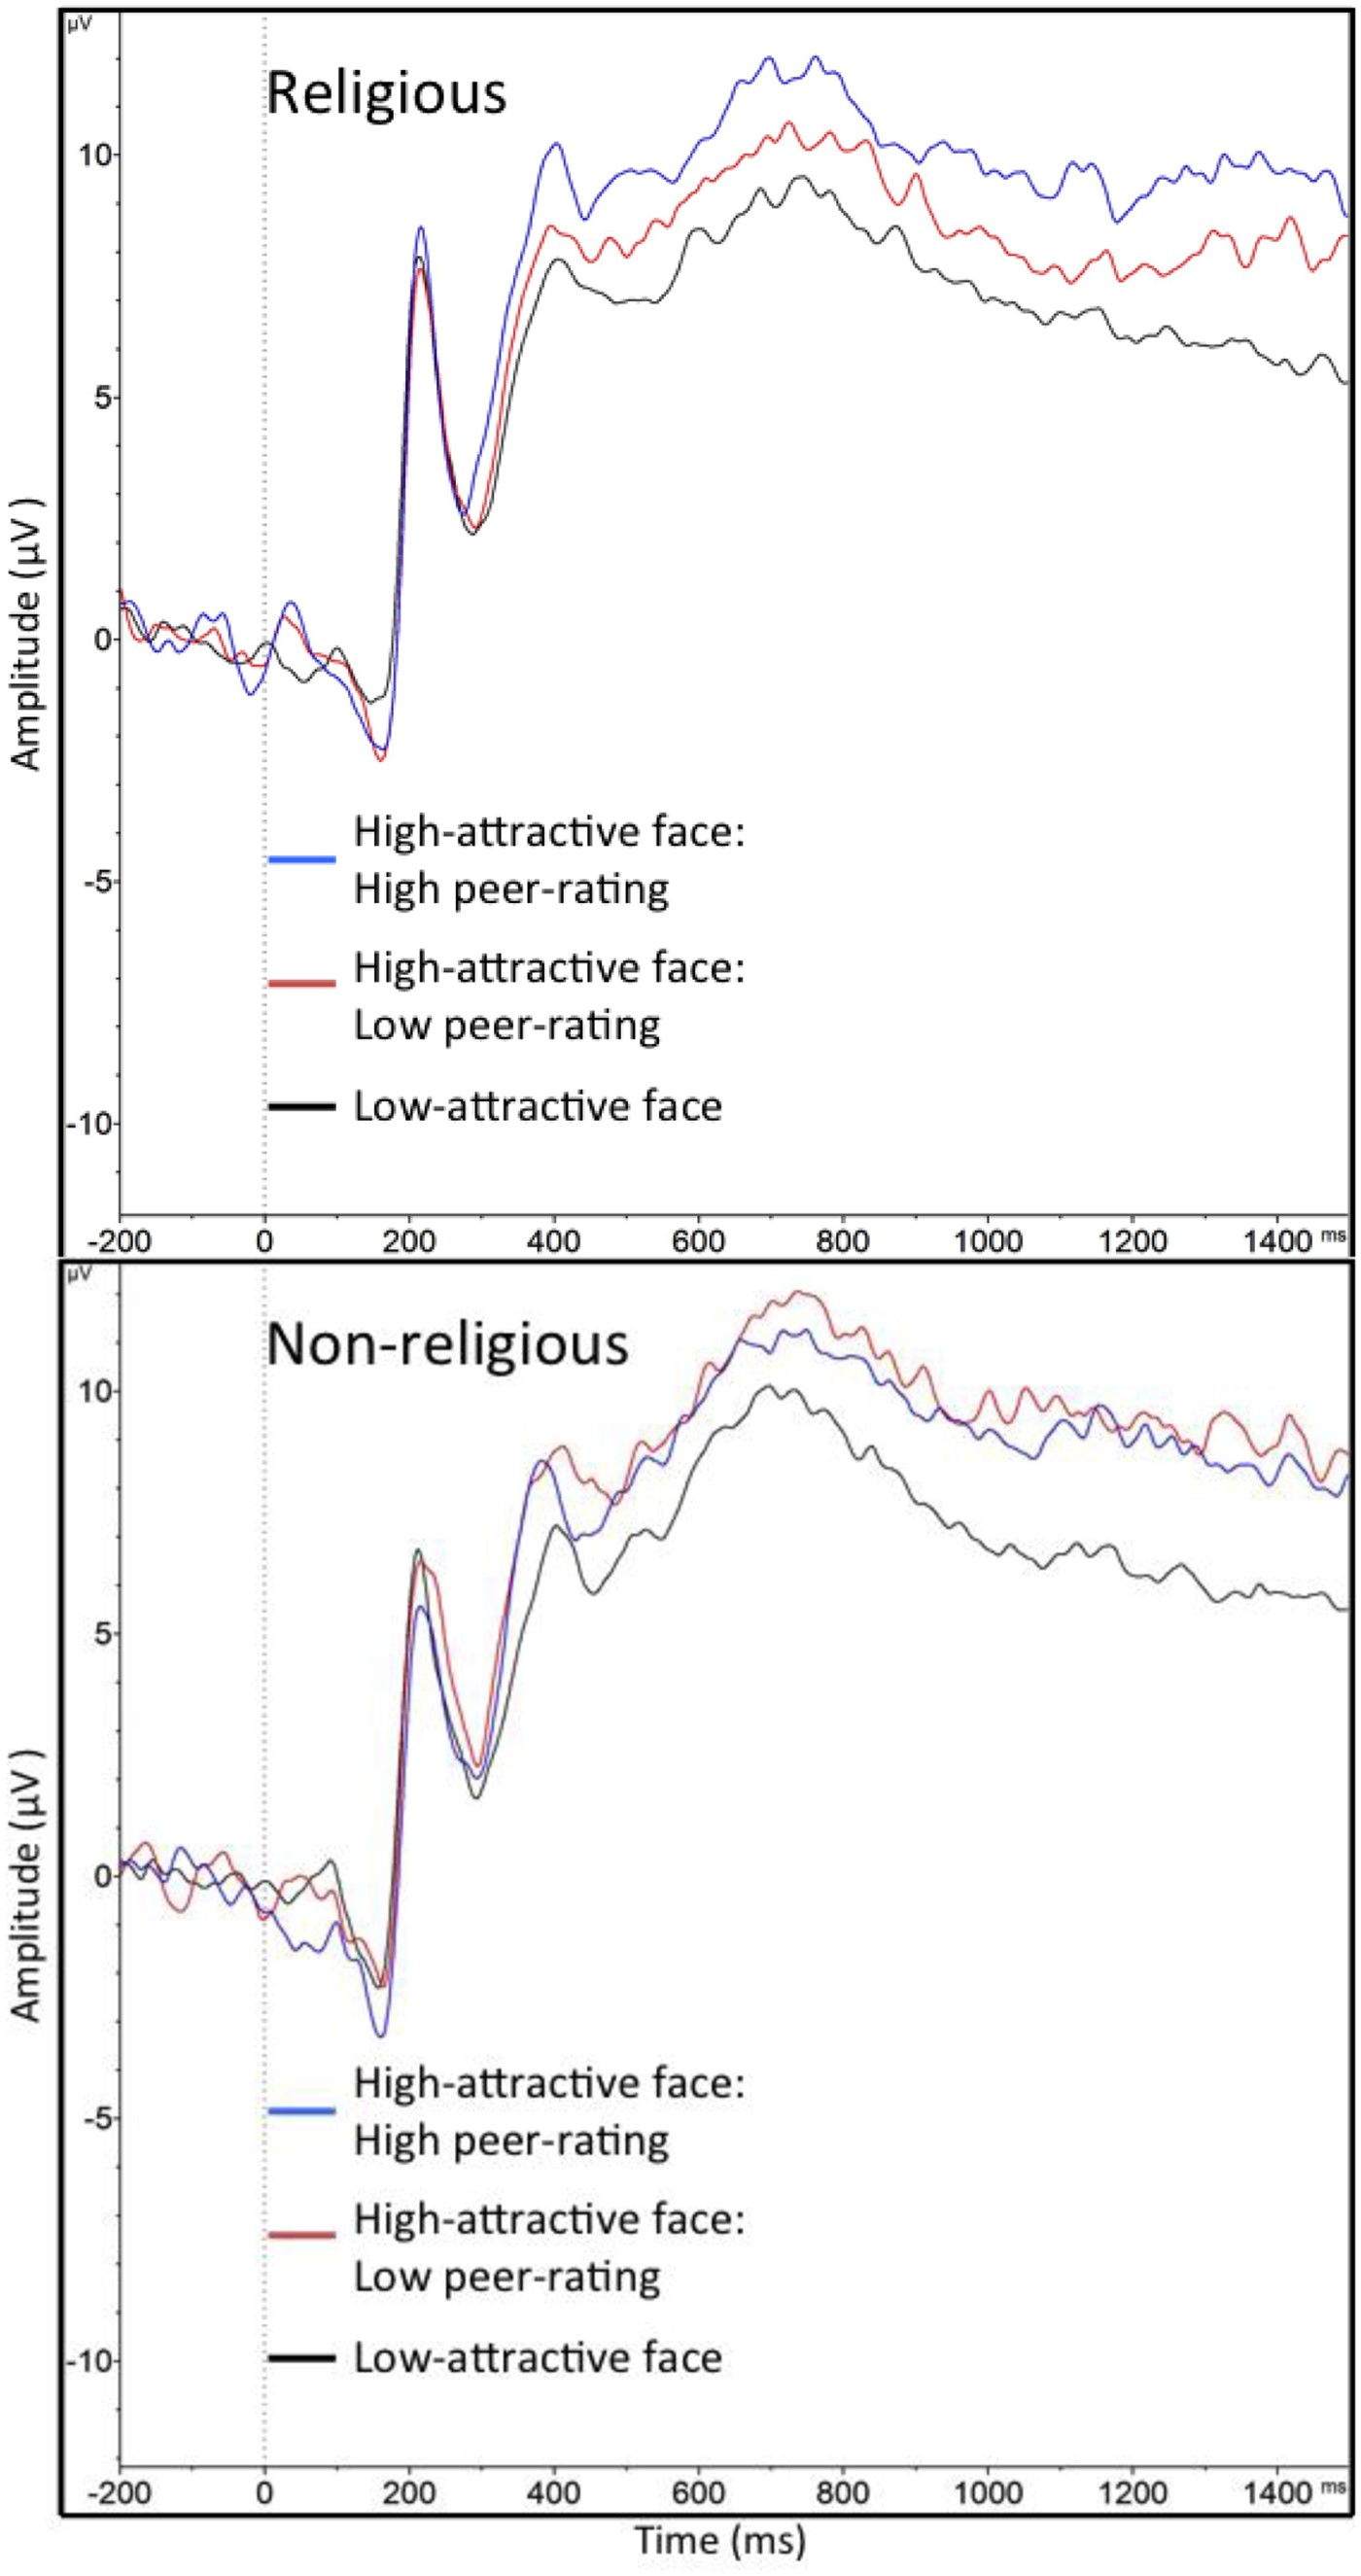 µV
Religious
10
5
0
-5
-10
Amplitude (µV )
High-attractive face:
High peer-rating
High-attractive face:
Low peer-rating
Low-attractive face
-200 0 200 400 600 800 1000 1200 1400 ms
µV
Non-religious
10
5
0
-5
-10
Amplitude (µV )
High-attractive face:
High peer-rating
High-attractive face:
Low peer-rating
Low-attractive face
-200 0 200 400 600 800 1000 1200 1400 ms
Time (ms)